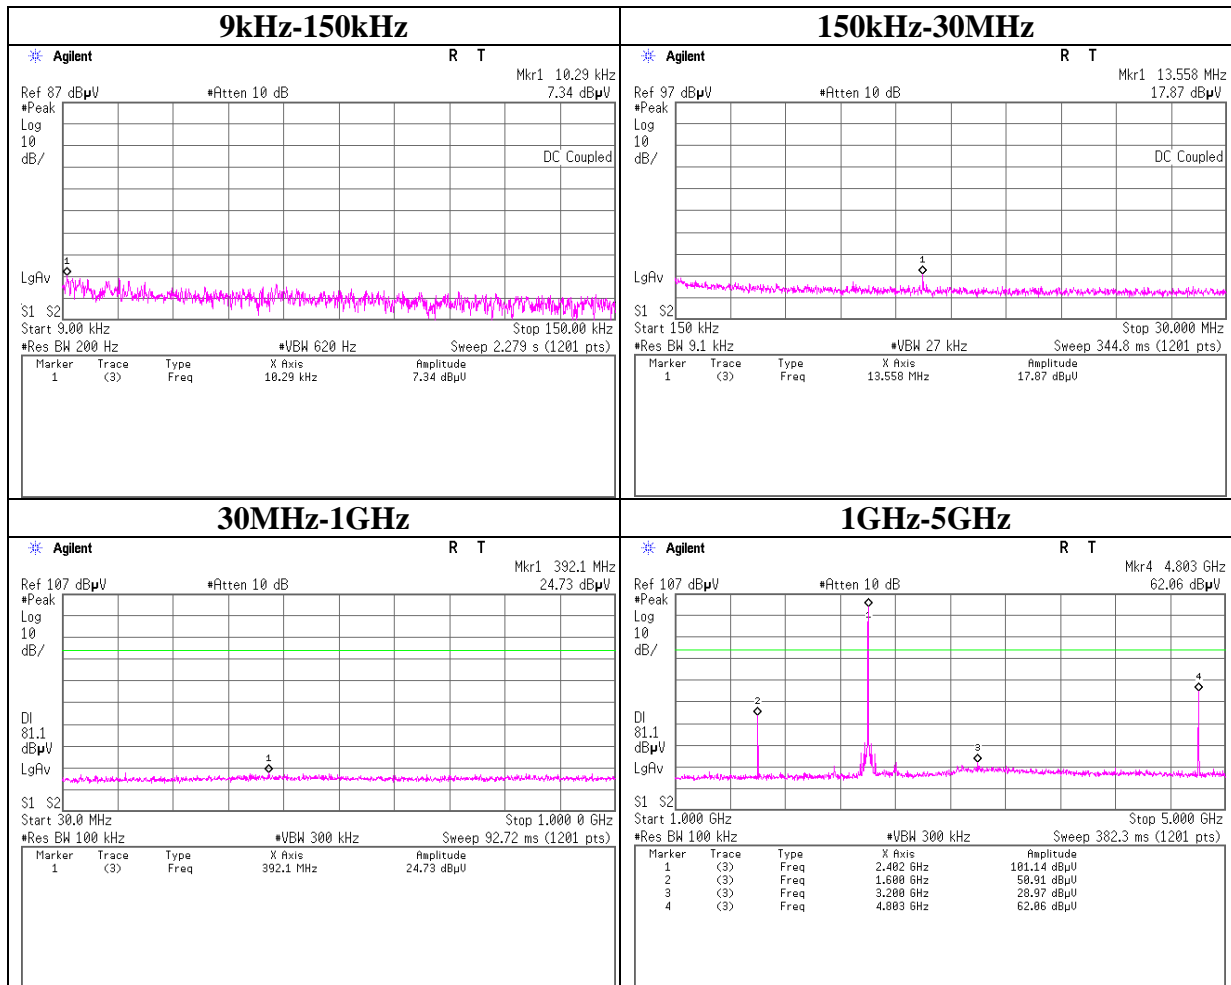 9kHz-150kHz
Agilent
R T
Mkr1 10.29 kHz
Ref 87 dBµV #Atten 10 dB 7.34 dBµV
#Peak
Log
10
dB/
DC Coupled
1
LgAv
S1 S2
Start 9.00 kHz Stop 150.00 kHz
#Res BW 200 Hz #VBW 620 Hz Sweep 2.279 s (1201 pts)
Marker Trace Type X Axis Amplitude
1 (3) Freq 10.29 kHz 7.34 dBµV
150kHz-30MHz
Agilent
R T
Mkr1 13.558 MHz
Ref 97 dBµV #Atten 10 dB 17.87 dBµV
#Peak
Log
10
dB/
DC Coupled
1
LgAv
S1 S2
Start 150 kHz Stop 30.000 MHz
#Res BW 9.1 kHz #VBW 27 kHz Sweep 344.8 ms (1201 pts)
Marker Trace Type X Axis Amplitude
1 (3) Freq 13.558 MHz 17.87 dBµV
30MHz-1GHz
Agilent
R T
Mkr1 392.1 MHz
Ref 107 dBµV #Atten 10 dB 24.73 dBµV
#Peak
Log
10
dB/
DI
81.1
dBµV
1
LgAv
S1 S2
Start 30.0 MHz Stop 1.000 0 GHz
#Res BW 100 kHz #VBW 300 kHz Sweep 92.72 ms (1201 pts)
Marker Trace Type X Axis Amplitude
1 (3) Freq 392.1 MHz 24.73 dBµV
1GHz-5GHz
Agilent
R T
Mkr4 4.803 GHz
Ref 107 dBµV #Atten 10 dB 62.06 dBµV
#Peak
Log
10
dB/
1
4
2
DI
81.1
dBµV
3
LgAv
S1 S2
Start 1.000 GHz Stop 5.000 GHz
#Res BW 100 kHz #VBW 300 kHz Sweep 382.3 ms (1201 pts)
Marker Trace Type X Axis Amplitude
1 (3) Freq 2.402 GHz 101.14 dBµV
2 (3) Freq 1.600 GHz 50.91 dBµV
3 (3) Freq 3.200 GHz 28.97 dBµV
4 (3) Freq 4.803 GHz 62.06 dBµV